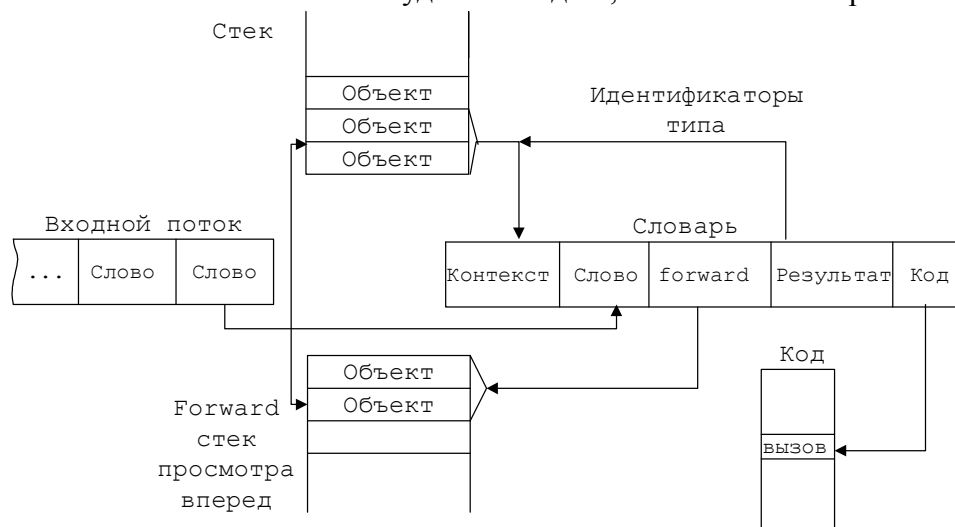 Стек
Объект
Объект
Объект
Идентификаторы
типа
Входной поток
... Слово Слово
Словарь
Контекст Слово forward Результат Код
Объект
Объект
Forward
стек
просмотра
вперед
Код
вызов